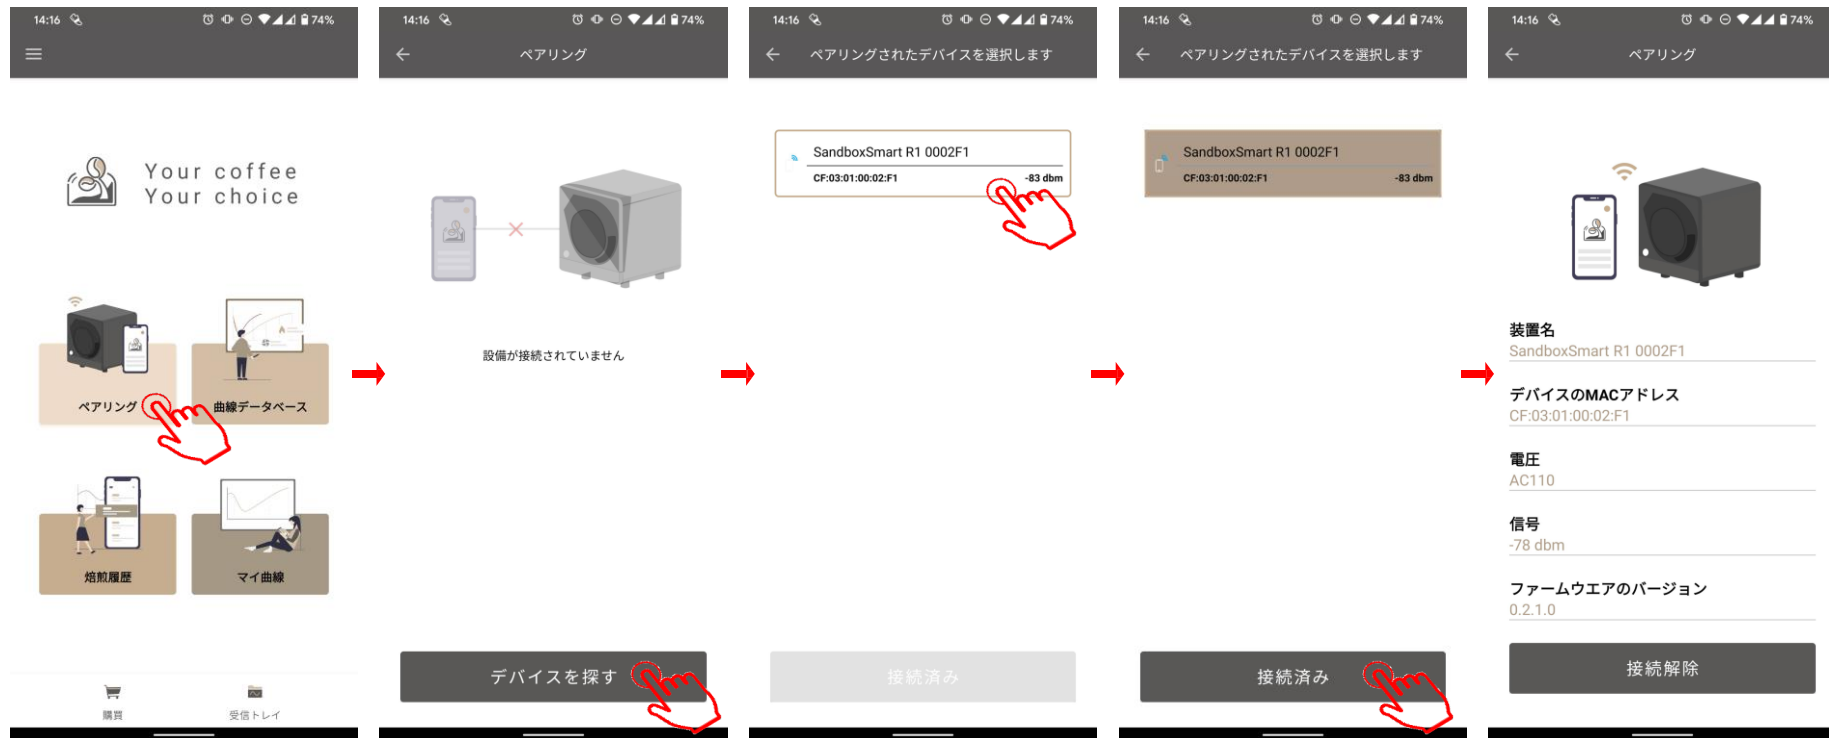 14:16
74%
Your coffee
Your choice
ペアリング
曲線データベース
焙煎履歴
マイ曲線
購買
受信トレイ
14:16
74%
ペアリング
設備が接続されていません
デバイスを探す
14:16
74%
ペアリングされたデバイスを選択します
SandboxSmart R1 0002F1
CF:03:01:00:02:F1 -83 dbm
接続済み
14:16
74%
ペアリングされたデバイスを選択します
SandboxSmart R1 0002F1
CF:03:01:00:02:F1 -83 dbm
接続済み
14:16
74%
ペアリング
装置名
SandboxSmart R1 0002F1
デバイスのMACアドレス
CF:03:01:00:02:F1
電圧
AC110
信号
-78 dbm
ファームウエアのバージョン
0.2.1.0
接続解除